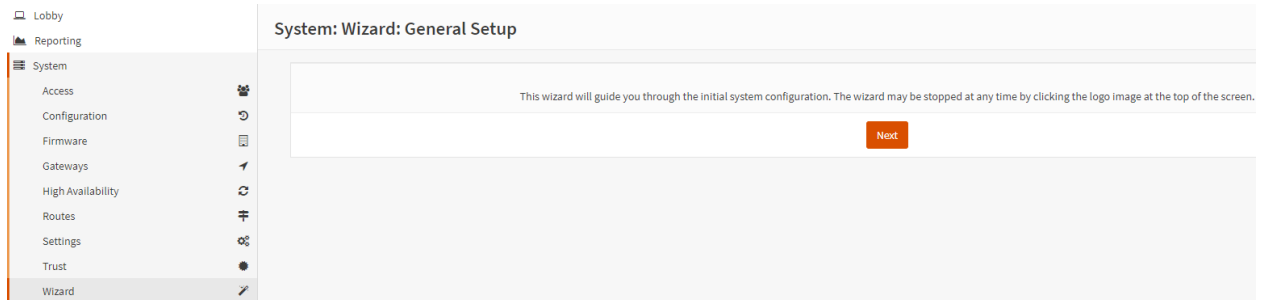 Lobby
Reporting
System
Access
Configuration
Firmware
Gateways
High Availability
Routes
Settings
Trust
Wizard
System: Wizard: General Setup
This wizard will guide you through the initial system configuration. The wizard may be stopped at any time by clicking the logo image at the top of the screen.
Next